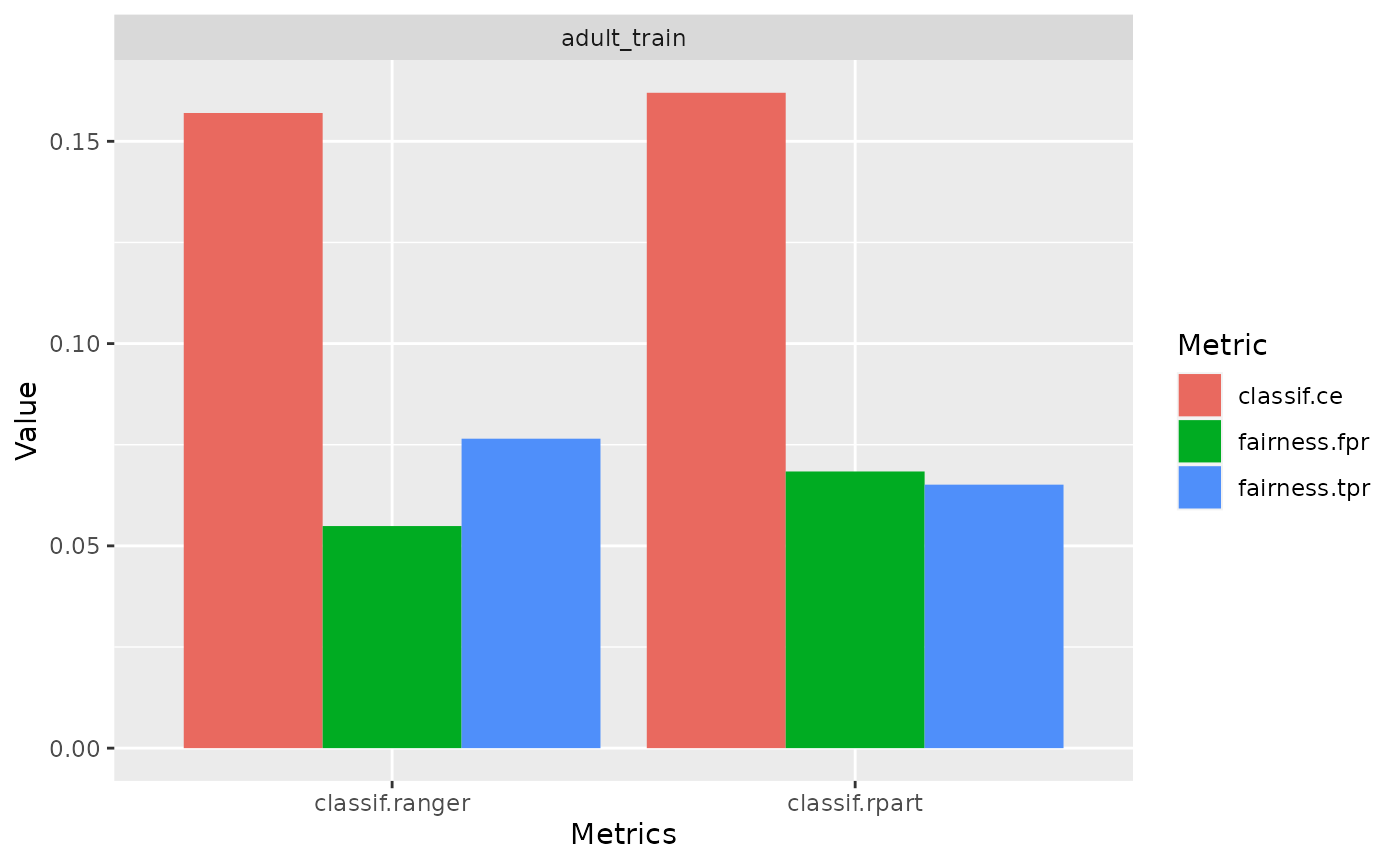 adult_train
0.15
0.10
0.05
0.00
Value
classif.ranger
classif.rpart
Metrics
Metric
classif.ce
fairness.fpr
fairness.tpr